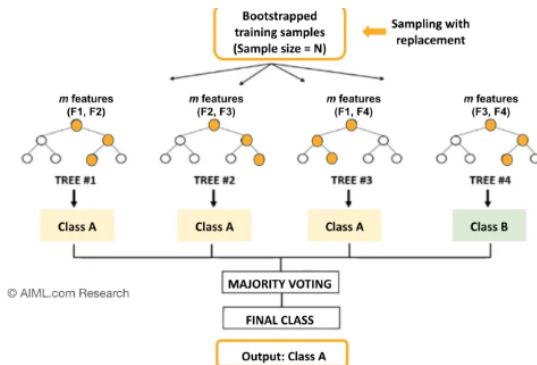 Bootstrapped
training samples
(Sample size = N)
Sampling with
replacement
m features
(F1, F2)
m features
(F2, F3)
m features
(F1, F4)
m features
(F3, F4)
TREE #1
TREE #2
TREE #3
TREE #4
Class A
Class A
Class A
Class B
MAJORITY VOTING
© AIML.com Research
FINAL CLASS
Output: Class A